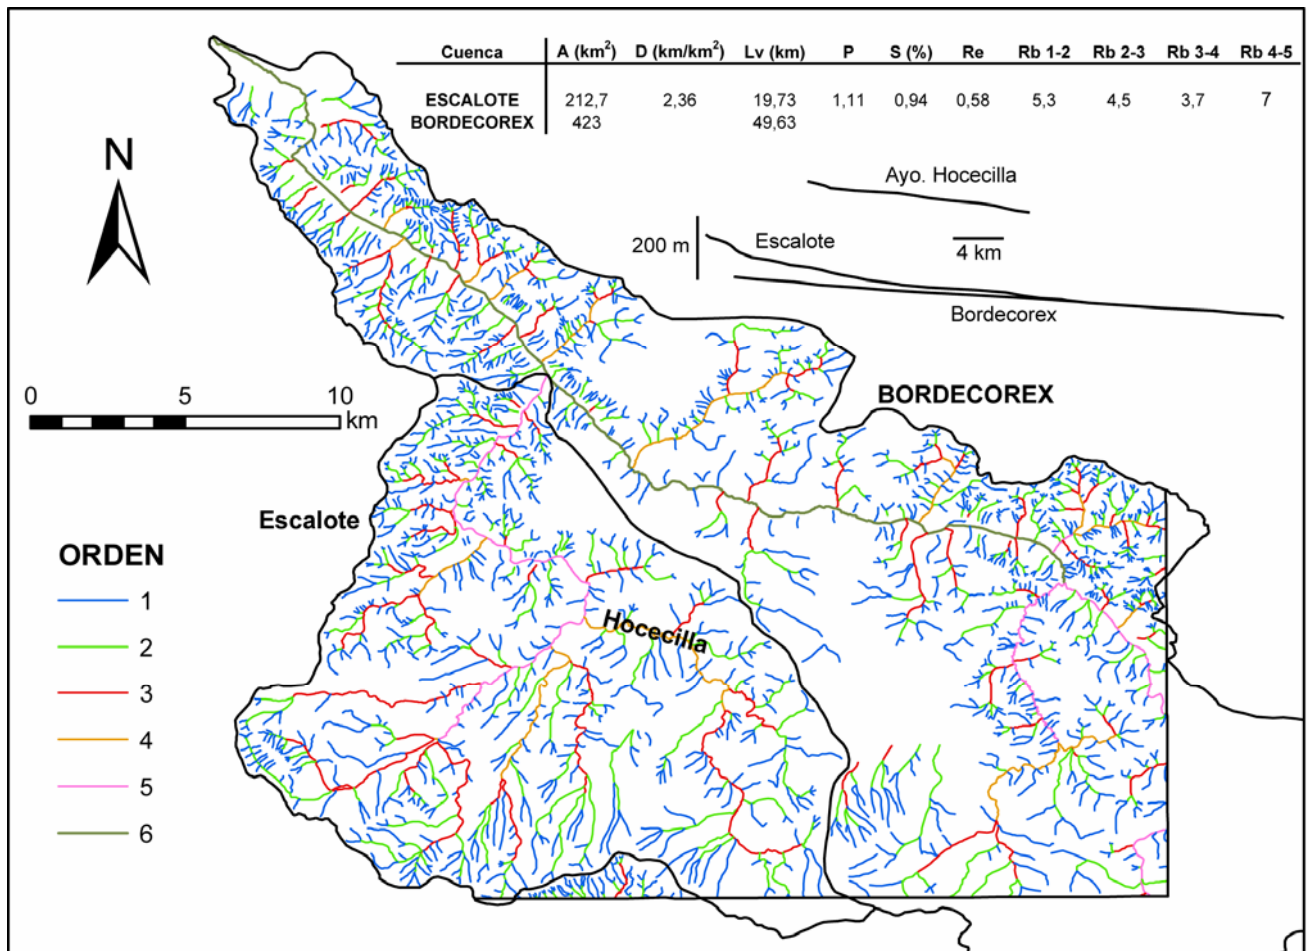 Cuenca A (km²) D (km/km²) Lv (km) P S (%) Re Rb 1-2 Rb 2-3 Rb 3-4 Rb 4-5
ESCALOTE 212,7 2,36 19,73 1,11 0,94 0,58 5,3 4,5 3,7 7
BORDECOREX 423 49,63
N
Ayo. Hocecilla
200 m
Escalote
4 km
Bordecorex
0 5 10
km
BORDECOREX
Escalote
Hocecilla
ORDEN
1
2
3
4
5
6